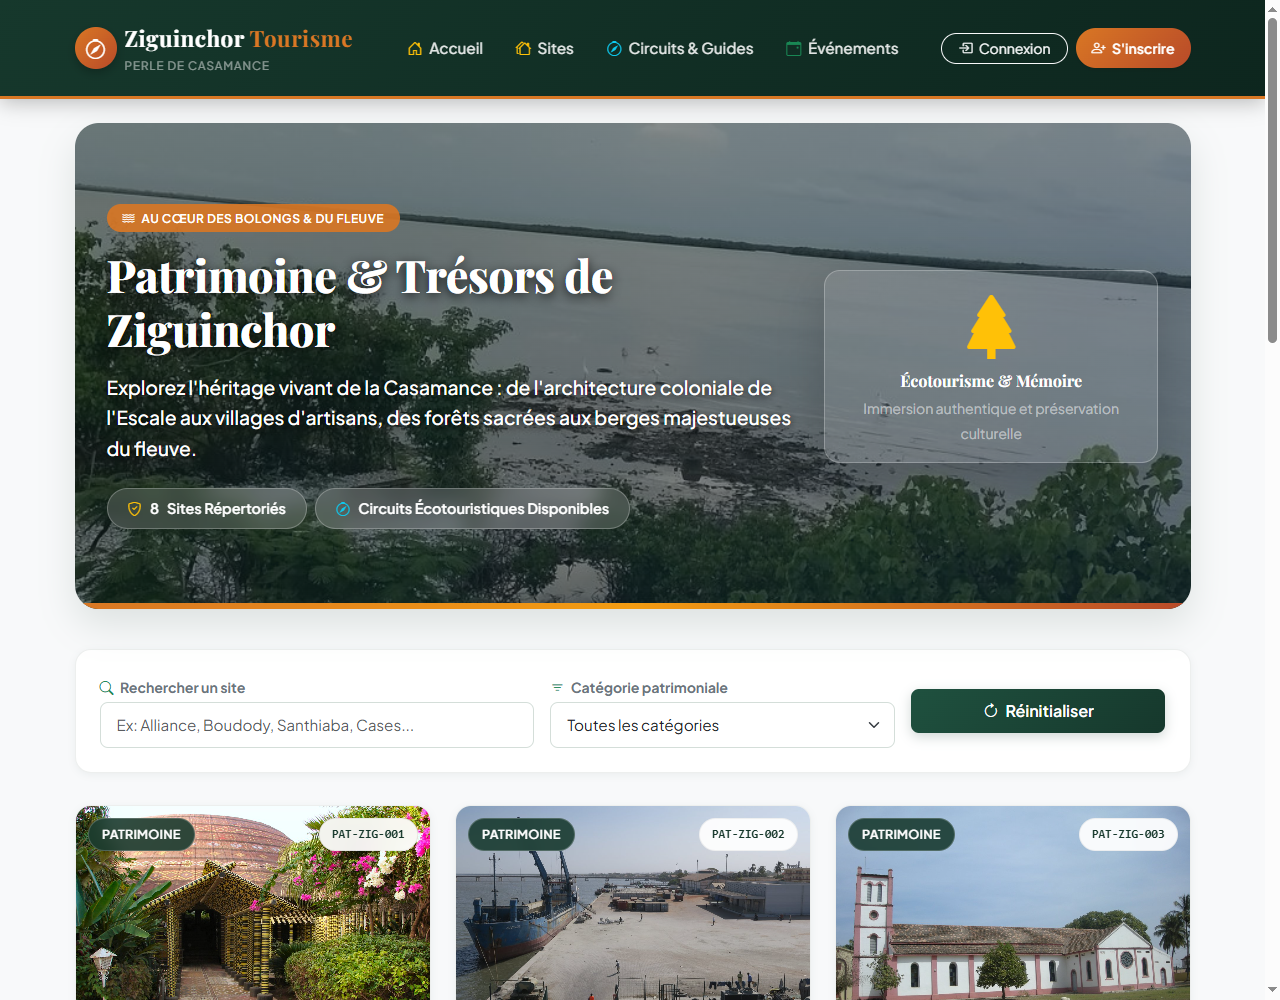 Ziguinchor Tourisme
PERLE DE CASAMANCE
Accueil
Sites
Circuits & Guides
Événements
Connexion
S'inscrire
AU CŒUR DES BOLONGS & DU FLEUVE
Patrimoine & Trésors de
Ziguinchor
Explorez l'héritage vivant de la Casamance : de l'architecture coloniale de
l'Escale aux villages d'artisans, des forêts sacrées aux berges majestueuses
du fleuve.
8 Sites Répertoriés
Circuits Écotouristiques Disponibles
Écotourisme & Mémoire
Immersion authentique et préservation
culturelle
Rechercher un site
Ex: Alliance, Boudody, Santhiaba, Cases...
Catégorie patrimoniale
Toutes les catégories
Réinitialiser
PATRIMOINE
PAT-ZIG-001
PATRIMOINE
PAT-ZIG-002
PATRIMOINE
PAT-ZIG-003